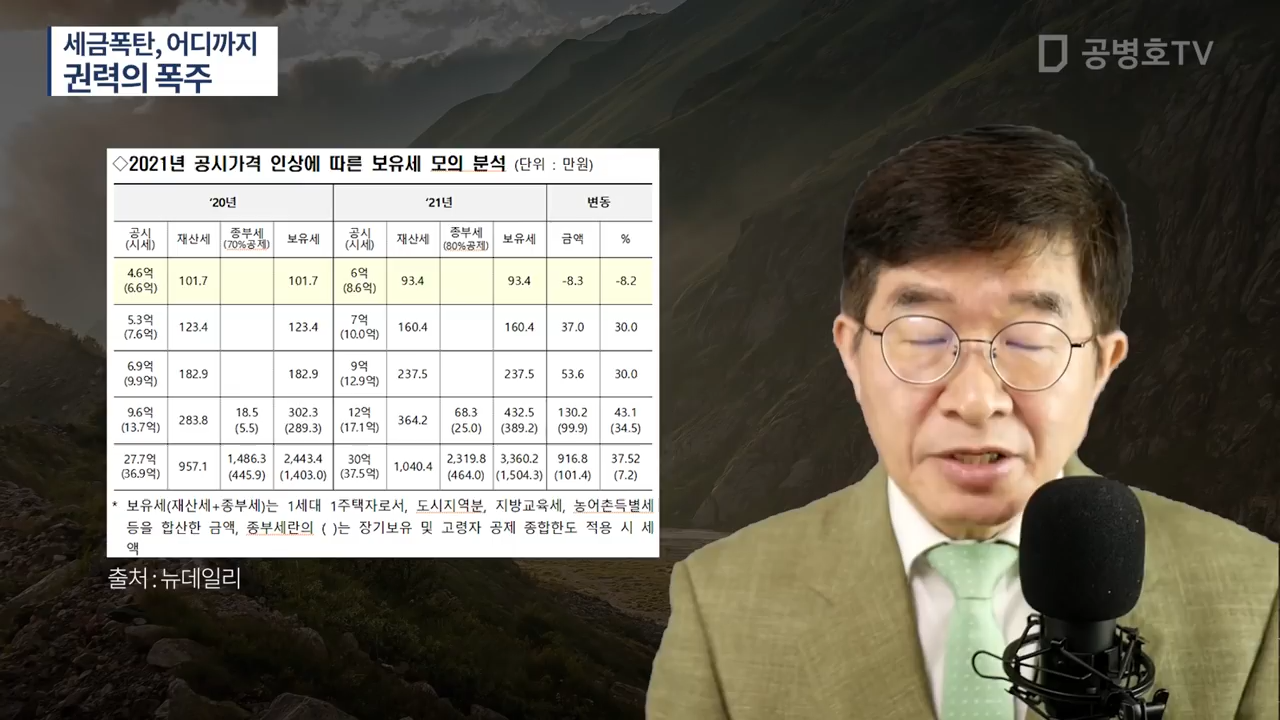 세금폭탄, 어디까지
권력의 폭주
공병호TV
◇2021년 공시가격 인상에 따른 보유세 모의 분석 (단위 : 만원)
'20년 '21년 변동
공시 (시세) 재산세 종부세 (70%공제) 보유세 공시 (시세) 재산세 종부세 (80%공제) 보유세 금액 %
4.6억 (6.6억) 101.7 101.7 6억 (8.6억) 93.4 93.4 -8.3 -8.2
5.3억 (7.6억) 123.4 123.4 7억 (10.0억) 160.4 160.4 37.0 30.0
6.9억 (9.9억) 182.9 182.9 9억 (12.9억) 237.5 237.5 53.6 30.0
9.6억 (13.7억) 283.8 18.5 (5.5) 302.3 (289.3) 12억 (17.1억) 364.2 68.3 (25.0) 432.5 (389.2) 130.2 (99.9) 43.1 (34.5)
27.7억 (36.9억) 957.1 1,486.3 (445.9) 2,443.4 (1,403.0) 30억 (37.5억) 1,040.4 2,319.8 (464.0) 3,360.2 (1,504.3) 916.8 (101.4) 37.52 (7.2)
* 보유세(재산세+종부세)는 1세대 1주택자로서, 도시지역분, 지방교육세, 농어촌특별세
등을 합산한 금액, 종부세란의 ( )는 장기보유 및 고령자 공제 종합한도 적용 시 세
액
출처 : 뉴데일리